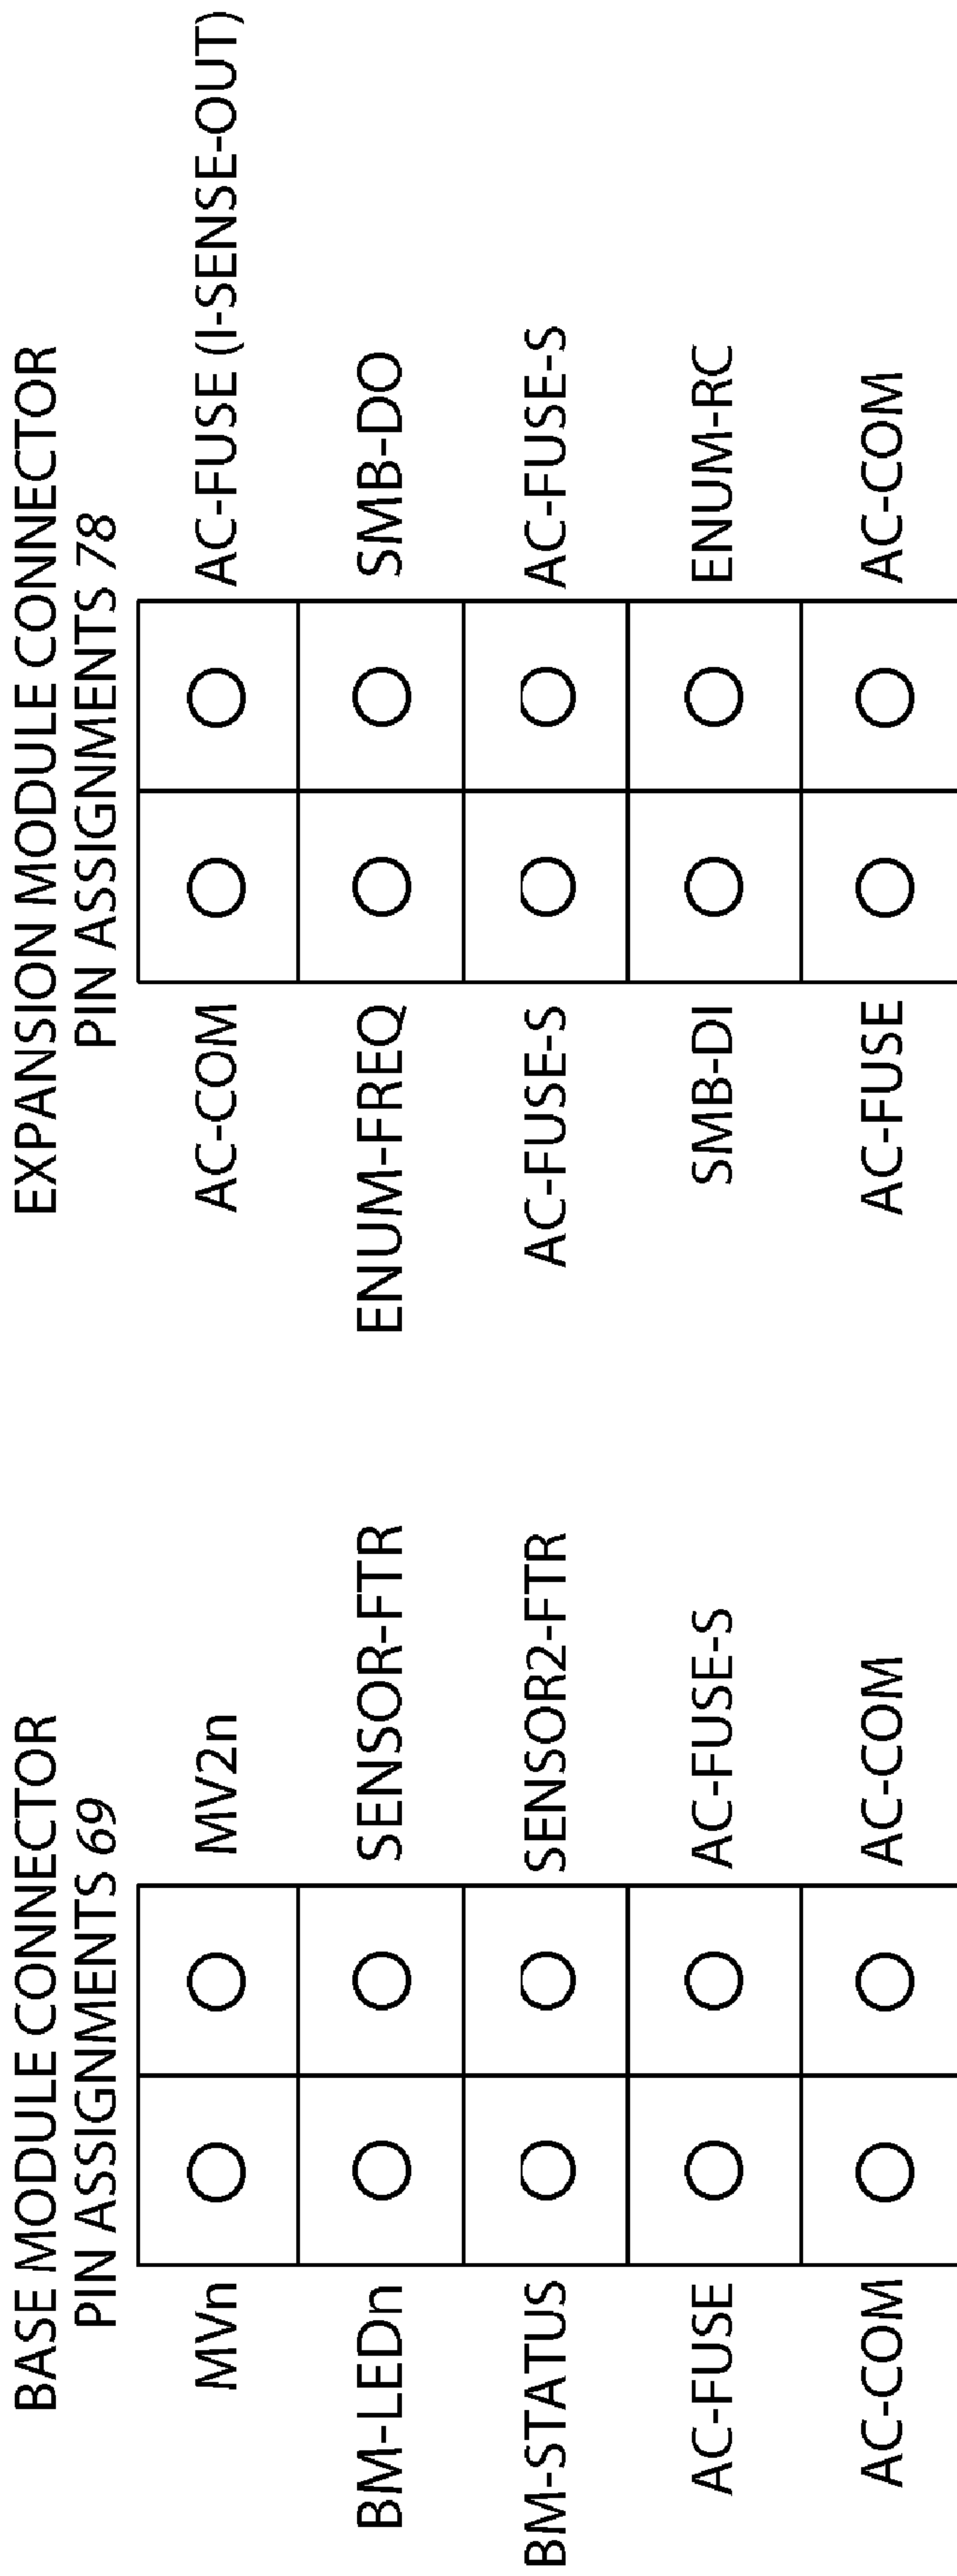 BASE MODULE CONNECTOR
PIN ASSIGNMENTS 69
MVn
MV2n
BM-LEDn
SENSOR-FTR
BM-STATUS
SENSOR2-FTR
AC-FUSE
AC-FUSE-S
AC-COM
AC-COM
EXPANSION MODULE CONNECTOR
PIN ASSIGNMENTS 78
AC-COM
AC-FUSE (I-SENSE-OUT)
ENUM-FREQ
SMB-DO
AC-FUSE-S
AC-FUSE-S
SMB-DI
ENUM-RC
AC-FUSE
AC-COM